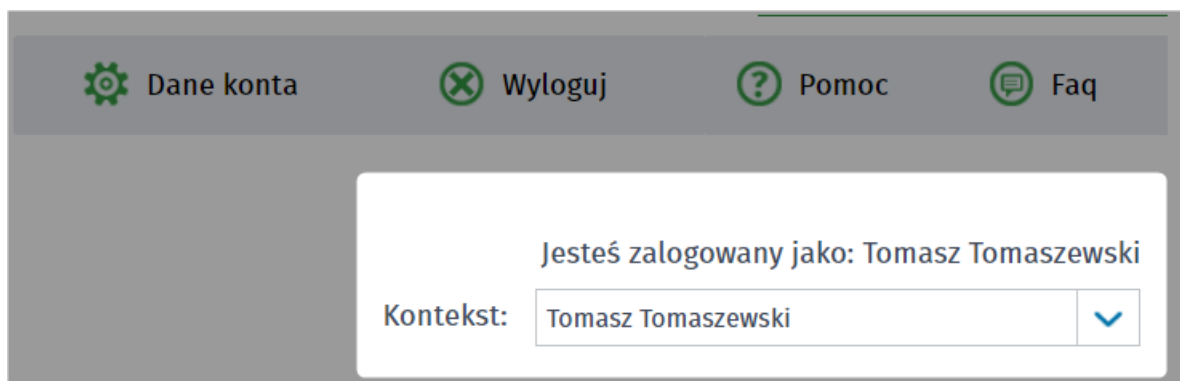 Dane konta Wyloguj Pomoc Faq
Jesteś zalogowany jako: Tomasz Tomaszewski
Kontekst: Tomasz Tomaszewski